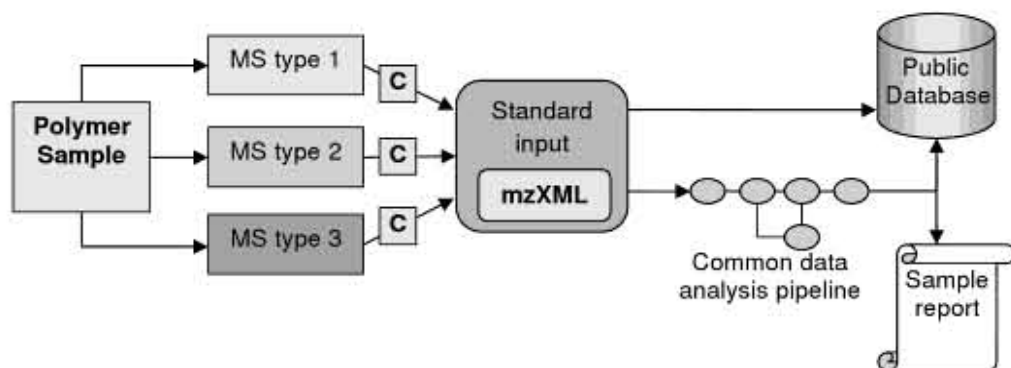 Polymer
Sample
MS type 1
MS type 2
MS type 3
C
C
C
Standard
input
mzXML
Public
Database
Common data
analysis pipeline
Sample
report